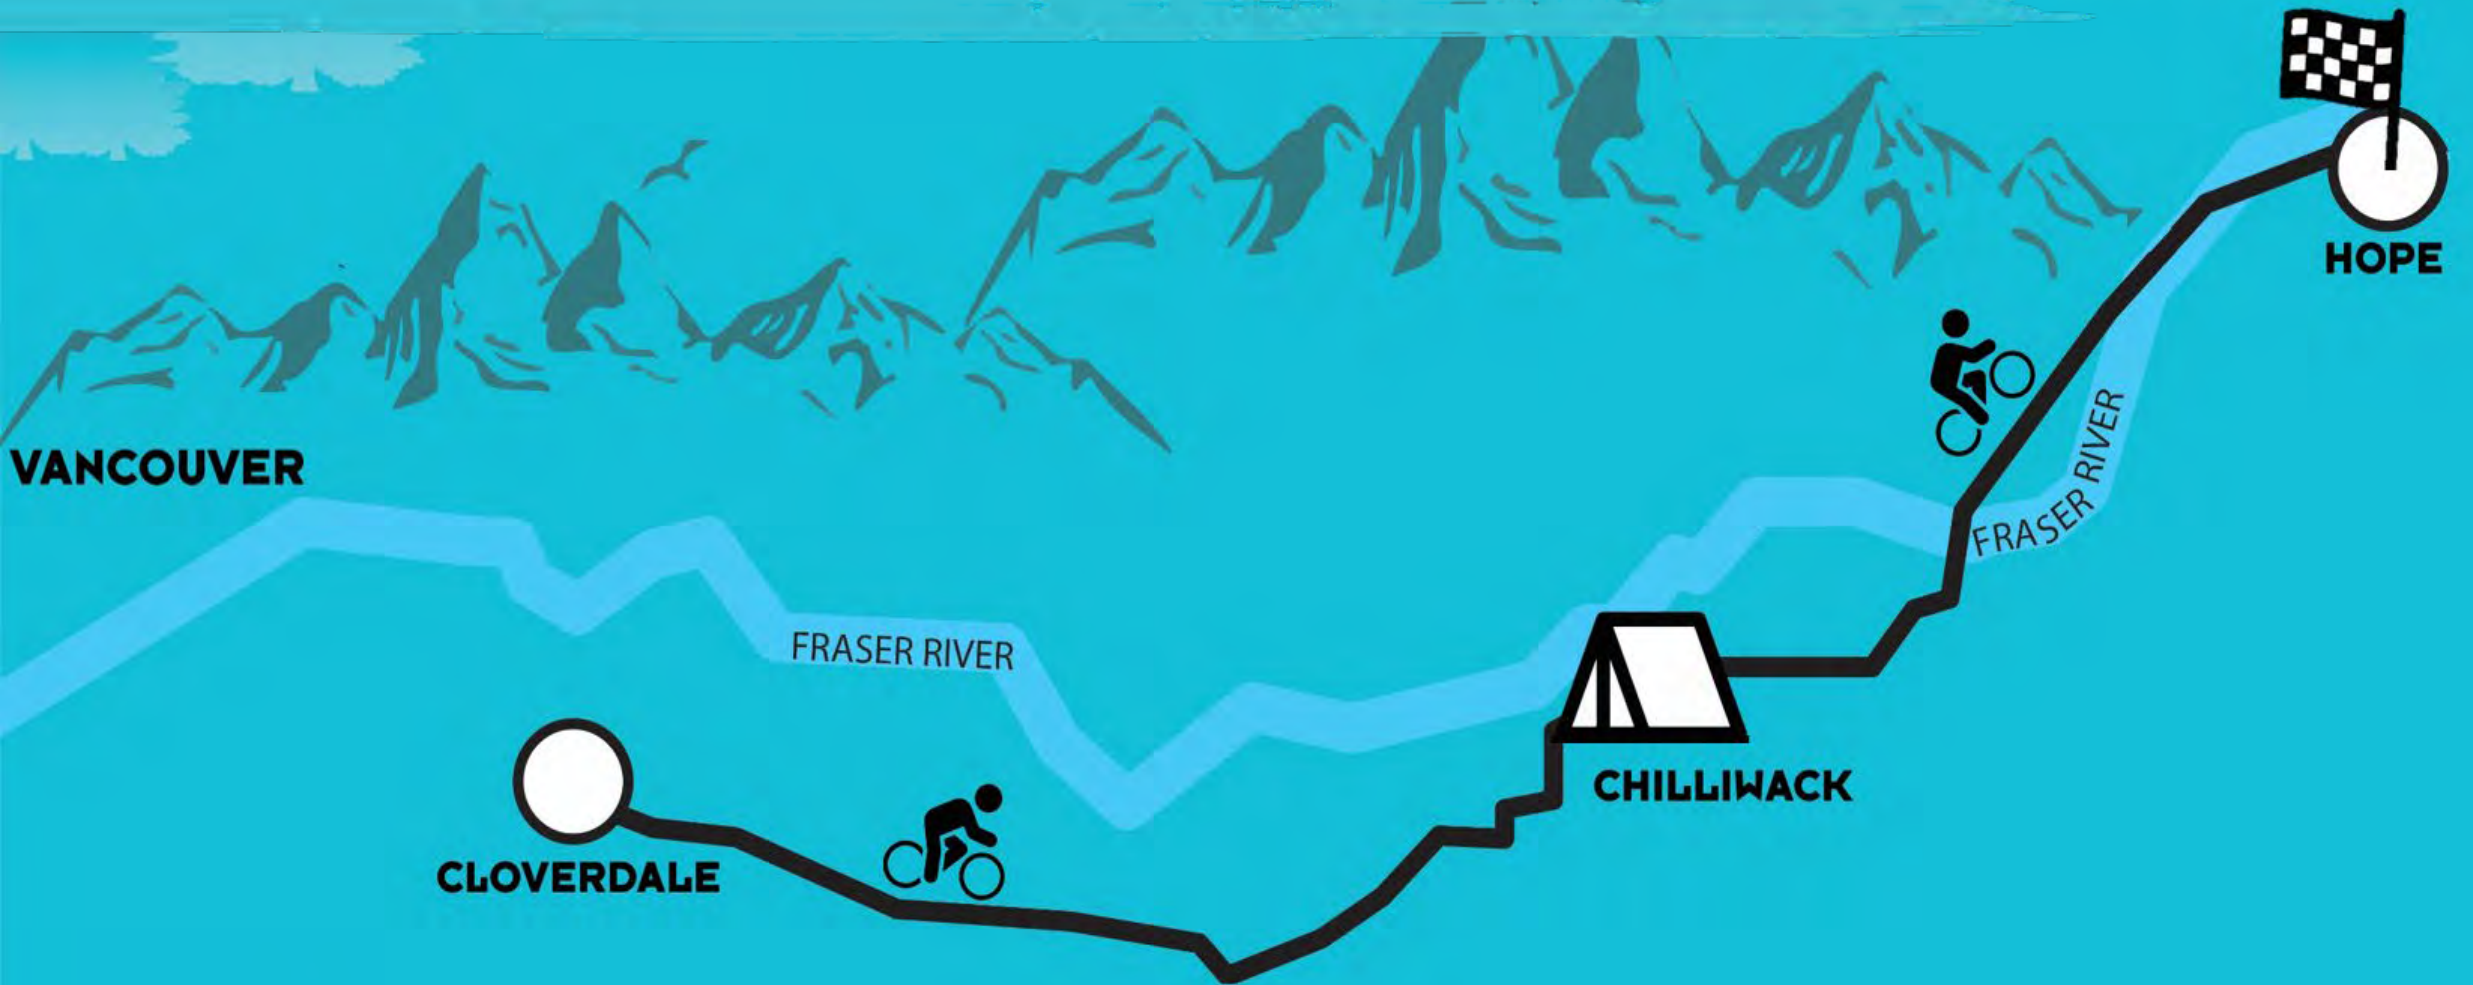 HOPE
VANCOUVER
FRASER RIVER
FRASER RIVER
CHILLIWACK
CLOVERDALE